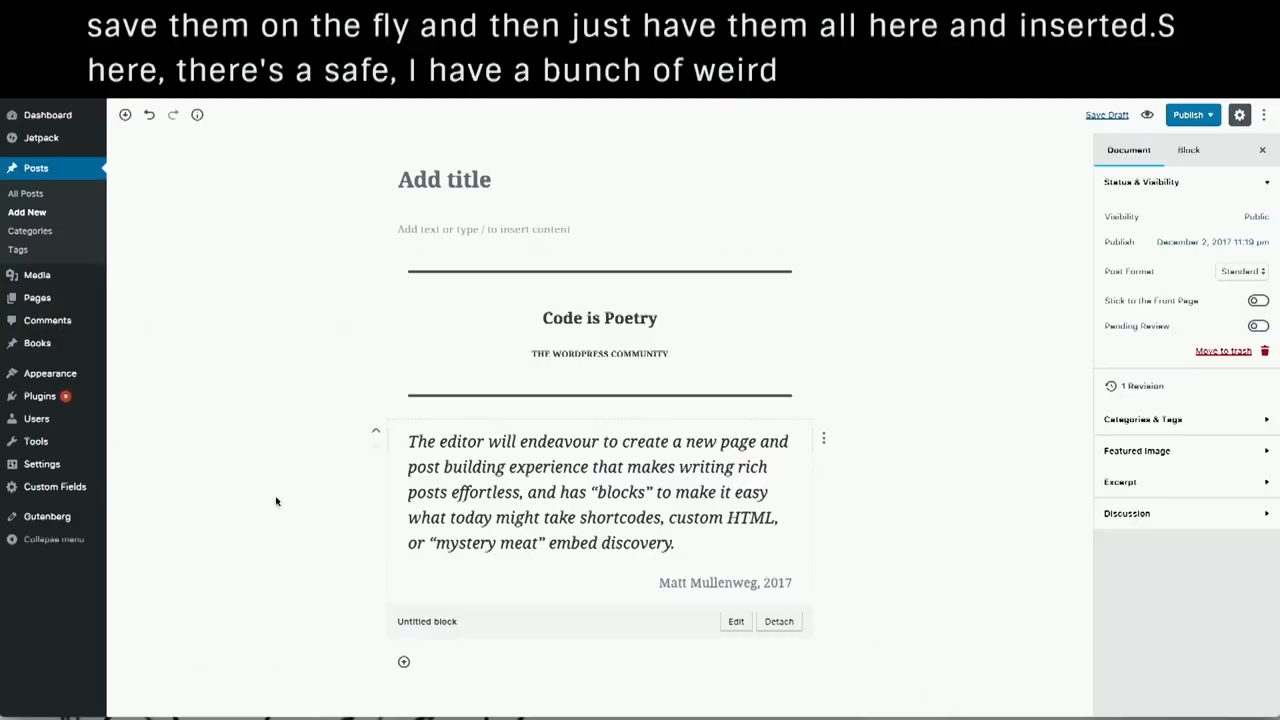 save them on the fly and then just have them all here and inserted.S
here, there's a safe, I have a bunch of weird
Dashboard
Jetpack
Posts
All Posts
Add New
Categories
Tags
Media
Pages
Comments
Books
Appearance
Plugins
Users
Tools
Settings
Custom Fields
Gutenberg
Collapse menu
Save Draft
Publish
Add title
Add text or type / to insert content
Code is Poetry
THE WORDPRESS COMMUNITY
The editor will endeavour to create a new page and
post building experience that makes writing rich
posts effortless, and has “blocks” to make it easy
what today might take shortcodes, custom HTML,
or “mystery meat” embed discovery.
Matt Mullenweg, 2017
Untitled block
Edit
Detach
Document
Block
Status & Visibility
Visibility
Public
Publish
December 2, 2017 11:19 pm
Post Format
Standard
Stick to the Front Page
Pending Review
Move to trash
1 Revision
Categories & Tags
Featured Image
Excerpt
Discussion